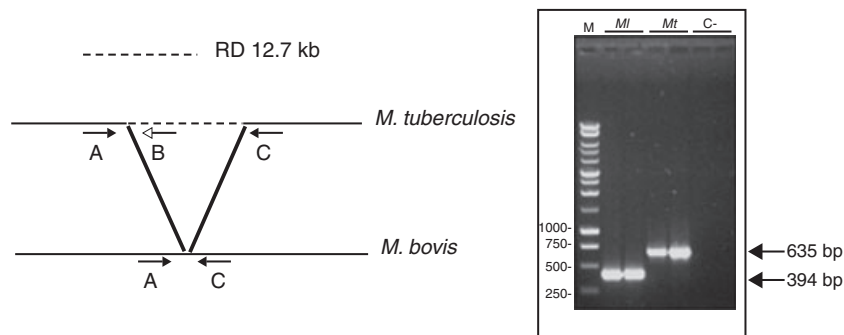 RD 12.7 kb
M. tuberculosis
A B C
M. bovis
A C
M Ml Mt C-
1000-
750-
500-
250-
635 bp
394 bp